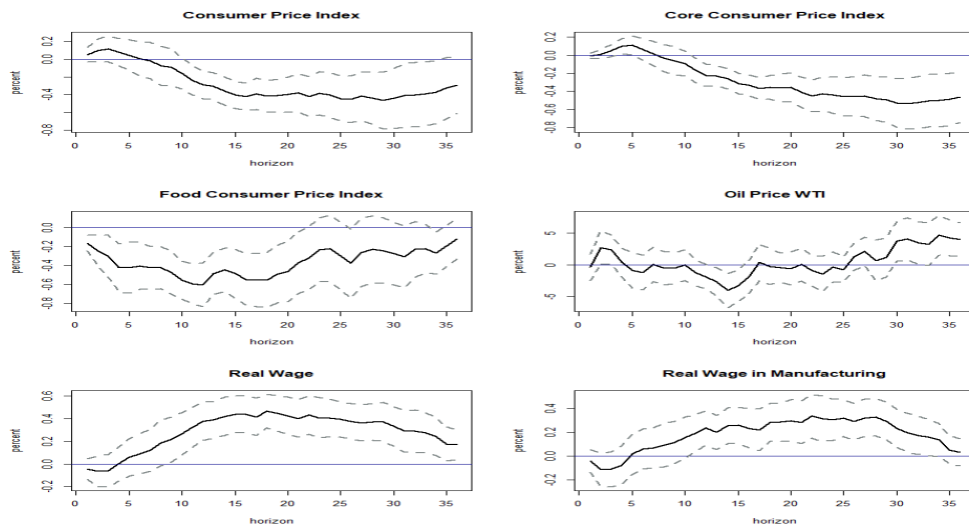 Consumer Price Index
percent
0.2
0.0
-0.4
-0.8
0 5 10 15 20 25 30 35
horizon
Core Consumer Price Index
percent
0.2
0.0
-0.4
-0.8
0 5 10 15 20 25 30 35
horizon
Food Consumer Price Index
percent
0.0
-0.2
-0.4
-0.6
-0.8
0 5 10 15 20 25 30 35
horizon
Oil Price WTI
percent
5
0
-5
0 5 10 15 20 25 30 35
horizon
Real Wage
percent
0.6
0.4
0.2
0.0
-0.2
0 5 10 15 20 25 30 35
horizon
Real Wage in Manufacturing
percent
0.4
0.2
0.0
-0.2
0 5 10 15 20 25 30 35
horizon